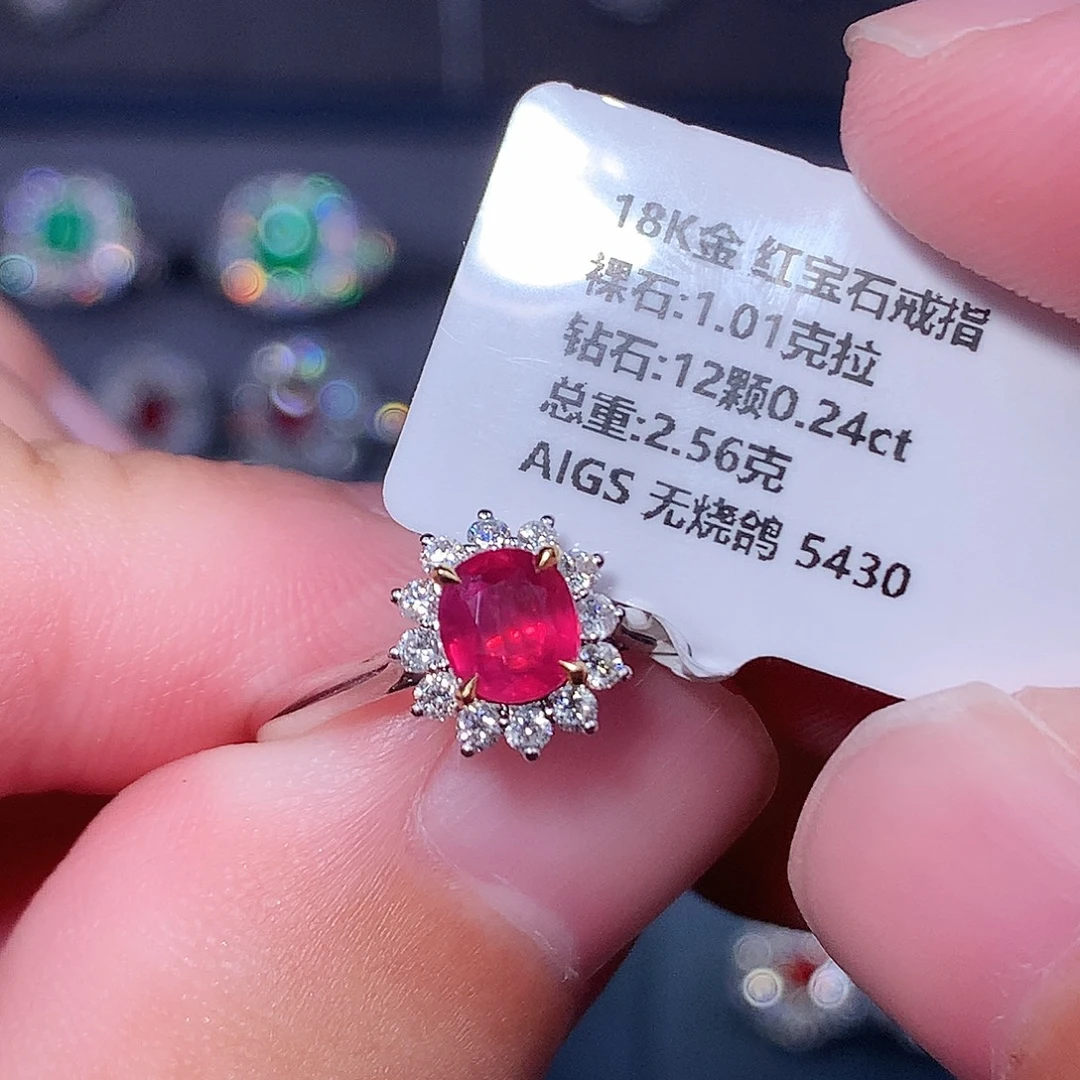 18K金 红宝石戒指
裸石:1.01克拉
钻石:12颗0.24ct
总重:2.56克
AIGS 无烧鸽 5430